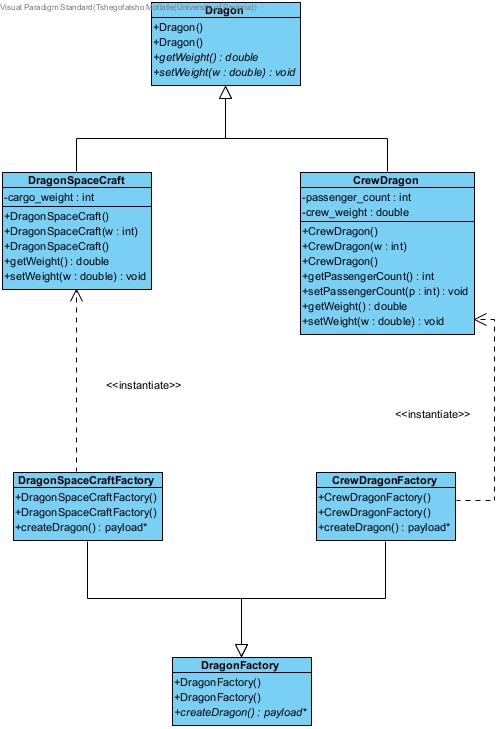 Visual Paradigm Standard(Tshegofatsho Motlatle(University of Pretoria))
Dragon
+Dragon()
+Dragon()
+getWeight() : double
+setWeight(w : double) : void
DragonSpaceCraft
-cargo_weight : int
+DragonSpaceCraft()
+DragonSpaceCraft(w : int)
+DragonSpaceCraft()
+getWeight() : double
+setWeight(w : double) : void
CrewDragon
-passenger_count : int
-crew_weight : double
+CrewDragon()
+CrewDragon(w : int)
+CrewDragon()
+getPassengerCount() : int
+setPassengerCount(p : int) : void
+getWeight() : double
+setWeight(w : double) : void
<<instantiate>>
<<instantiate>>
DragonSpaceCraftFactory
+DragonSpaceCraftFactory()
+DragonSpaceCraftFactory()
+createDragon() : payload*
CrewDragonFactory
+CrewDragonFactory()
+CrewDragonFactory()
+createDragon() : payload*
DragonFactory
+DragonFactory()
+DragonFactory()
+createDragon() : payload*